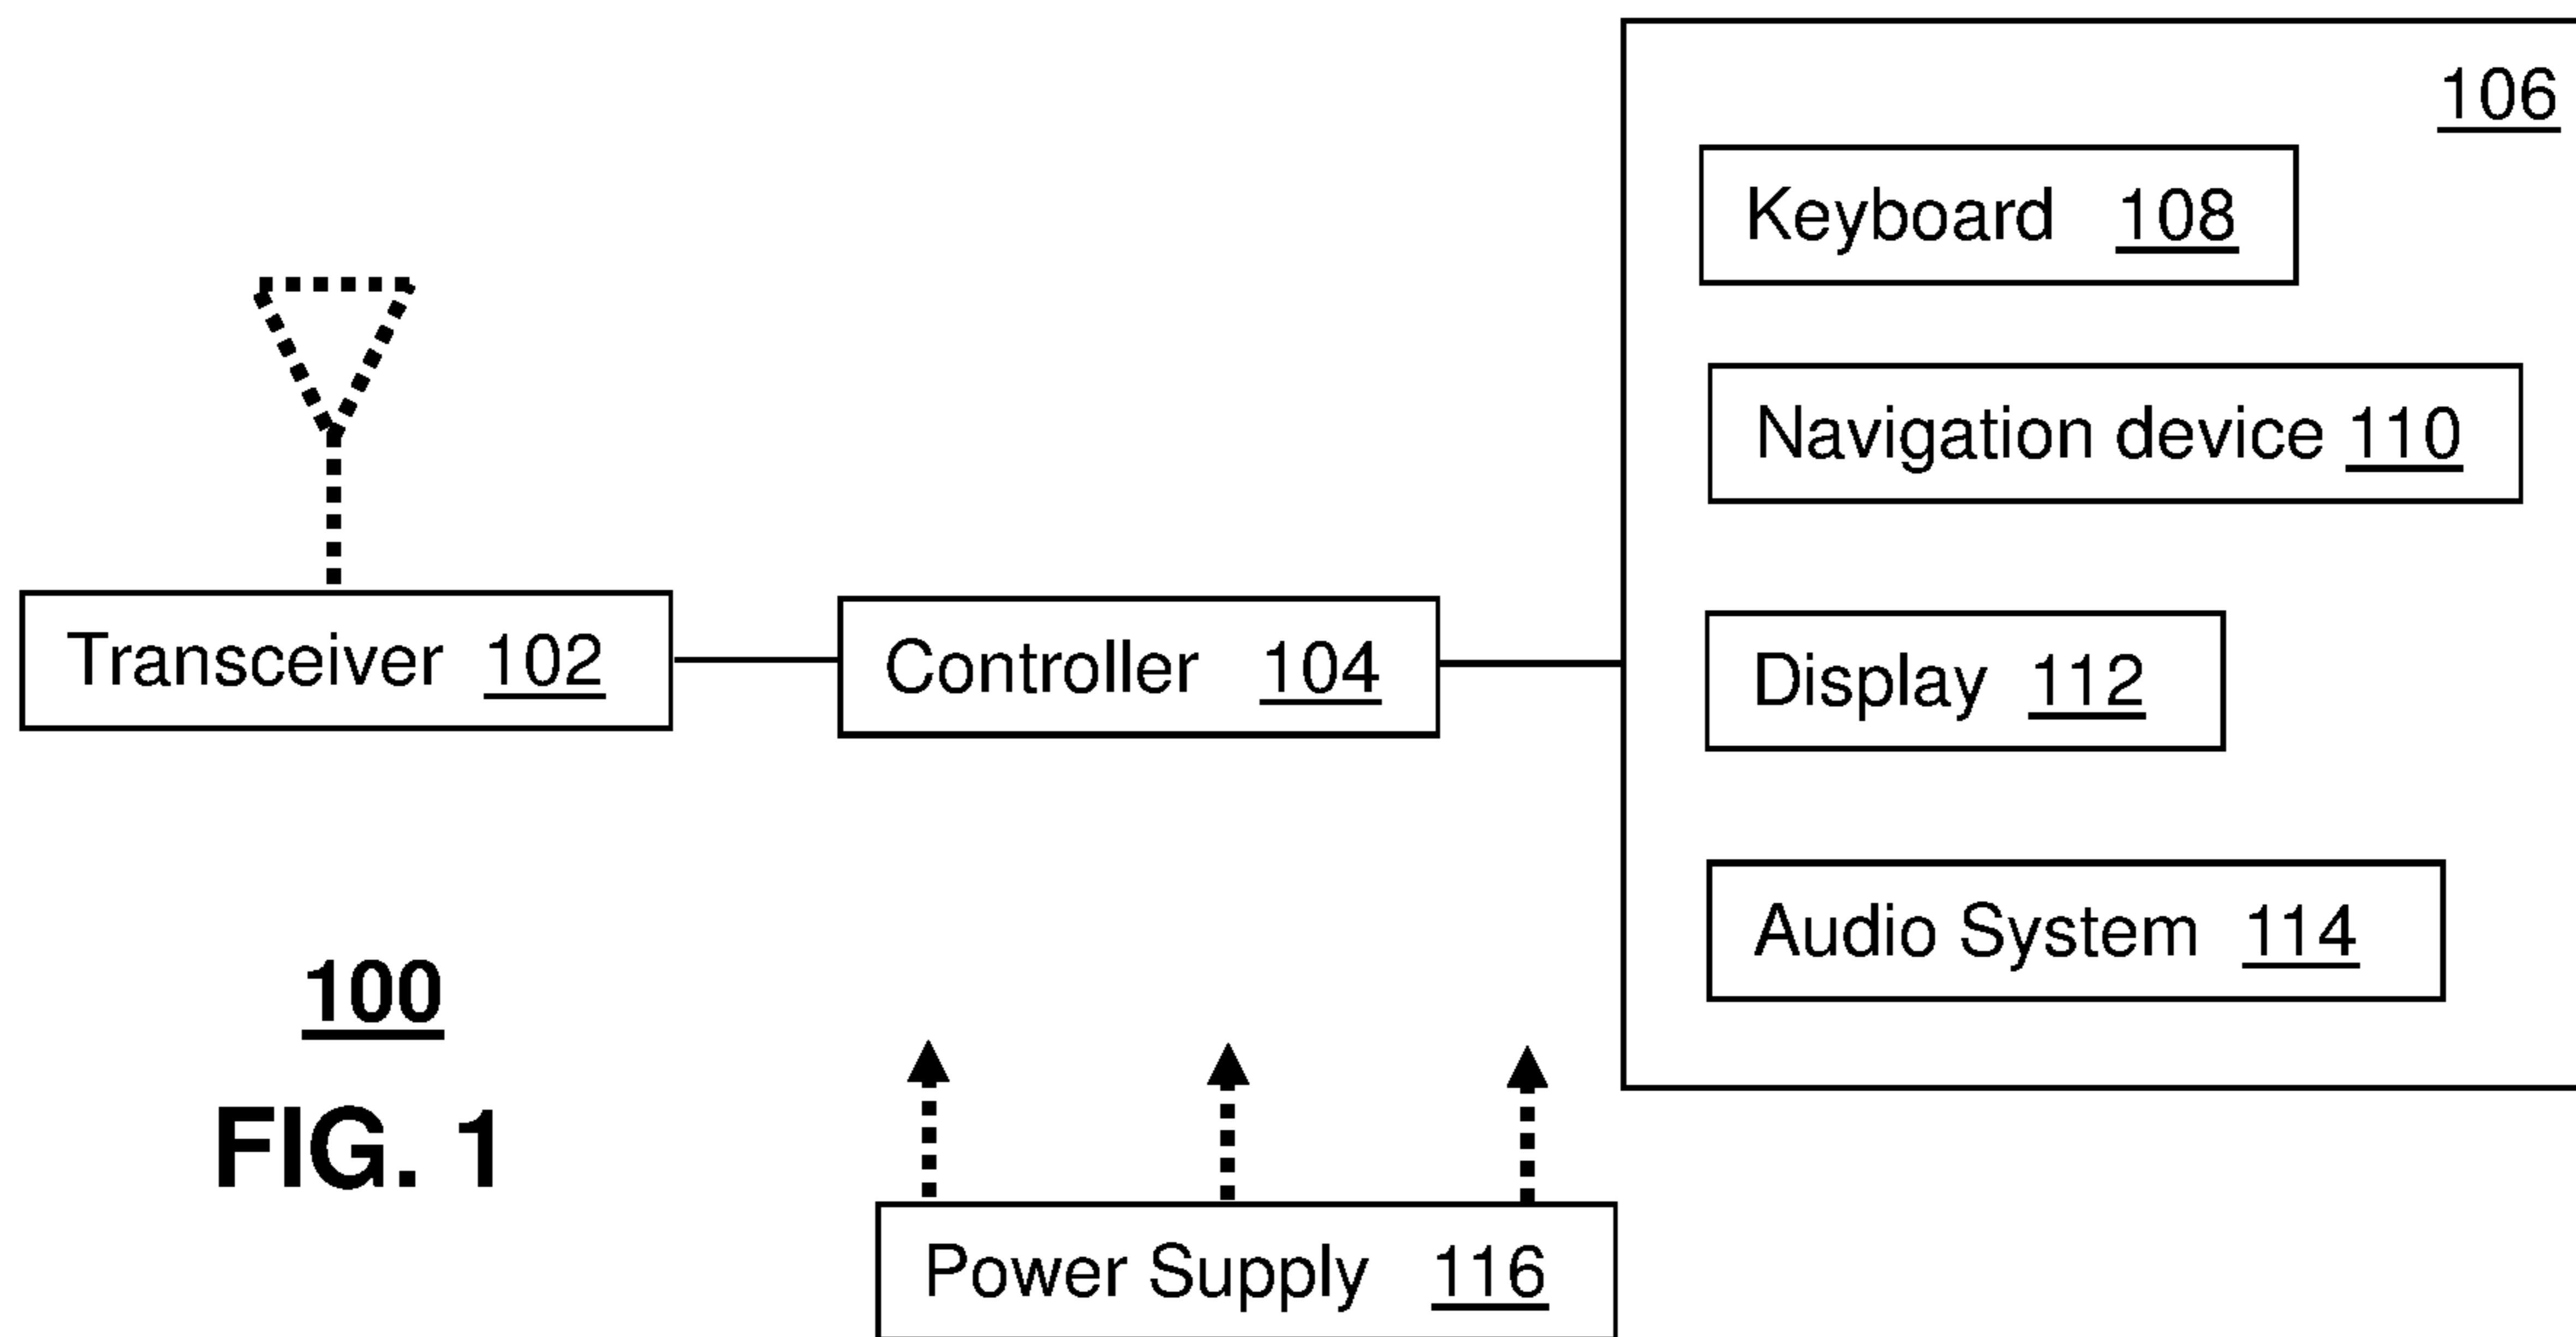 106
Keyboard 108
Navigation device 110
Transceiver 102
Controller 104
Display 112
Audio System 114
100
FIG. 1
Power Supply 116